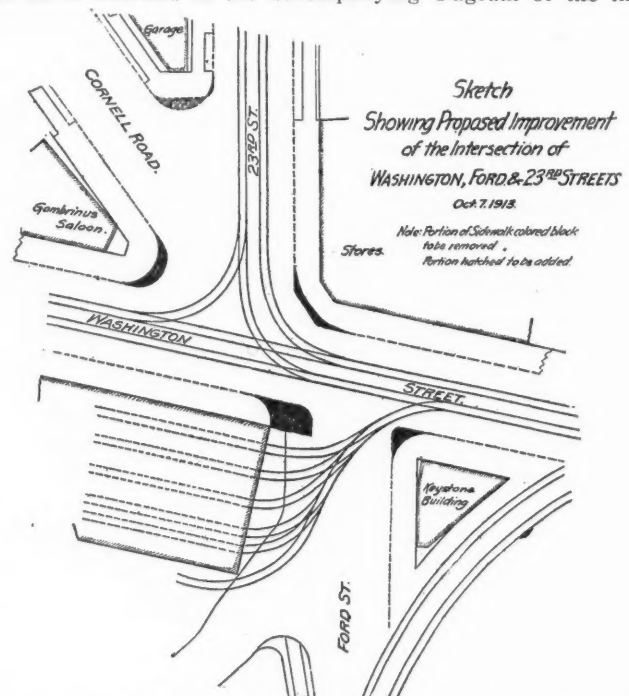 Garage
CORNELL ROAD.
23RD ST.
Sketch
Showing Proposed Improvement
of the Intersection of
WASHINGTON, FORD, & 23RD STREETS
Oct. 7. 1913.
Note: Portion of Sidewalk colored black
to be removed.
Portion hatched to be added.
Gambrinus
Saloon.
Stores.
WASHINGTON
STREET.
Keystone
Building
FORD ST.